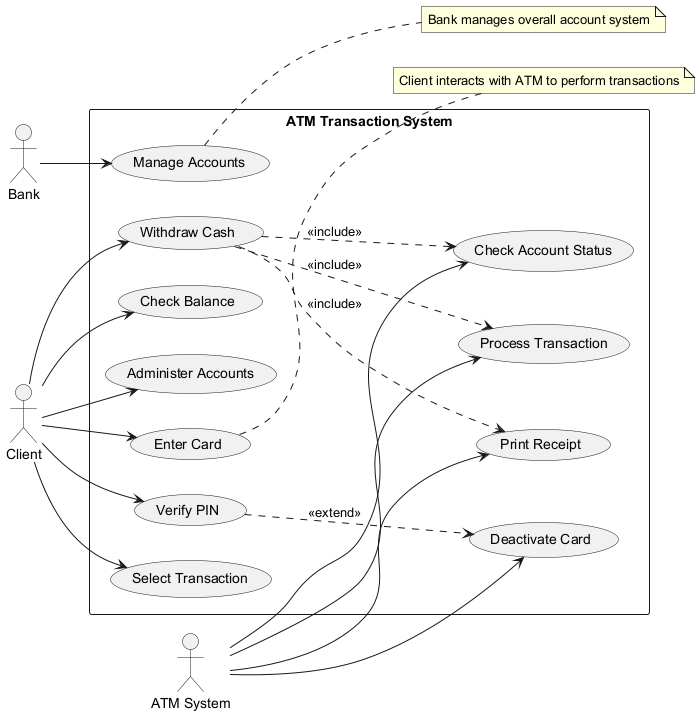 Bank manages overall account system
Client interacts with ATM to perform transactions
ATM Transaction System
Bank
Manage Accounts
Withdraw Cash
«include»
Check Account Status
«include»
Check Balance
«include»
Process Transaction
Administer Accounts
Client
Enter Card
Print Receipt
Verify PIN
«extend»
Deactivate Card
Select Transaction
ATM System